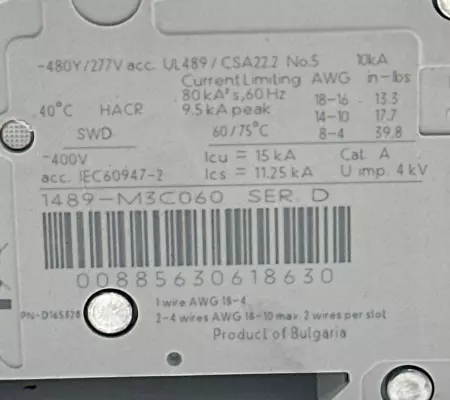 ~480Y/277V acc. UL489/CSA22.2 No.5 10kA
Current Limiting AWG in-lbs
80 kA²s, 60 Hz 18-16 13.3
40°C HACR 9.5 kA peak 14-10 17.7
SWD 60/75°C 8-4 39.8
~400V Icu = 15 kA Cat. A
acc. IEC60947-2 Ics = 11.25 kA U imp. 4 kV
1489-M3C060 SER. D
00885630618630
1 wire AWG 18-4
PN-D165328 2-4 wires AWG 18-10 max. 2 wires per slot
Product of Bulgaria